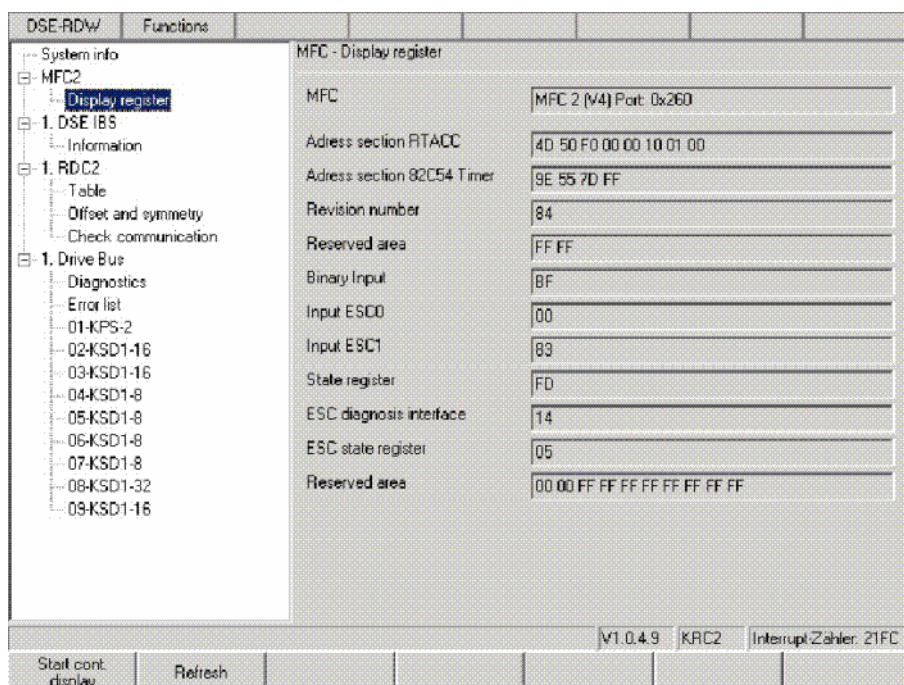 DSE-RDW Functions
System info
MFC2
Display register
1. DSE IBS
Information
1. RDC2
Table
Offset and symmetry
Check communication
1. Drive Bus
Diagnostics
Error list
01-KPS-2
02-KSD1-16
03-KSD1-16
04-KSD1-8
05-KSD1-8
06-KSD1-8
07-KSD1-8
08-KSD1-32
09-KSD1-16
MFC - Display register
MFC MFC 2 (V4) Port: 0x260
Adress section RTACC 4D 50 F0 00 00 10 01 00
Adress section 82C54 Timer 9E 55 7D FF
Revision number 84
Reserved area FF FF
Binary Input BF
Input ESC0 00
Input ESC1 83
State register FD
ESC diagnosis interface 14
ESC state register 05
Reserved area 00 00 FF FF FF FF FF FF FF FF
V1.0.4.9 KRC2 Interrupt-Zähler: 21FC
Start cont. display Refresh